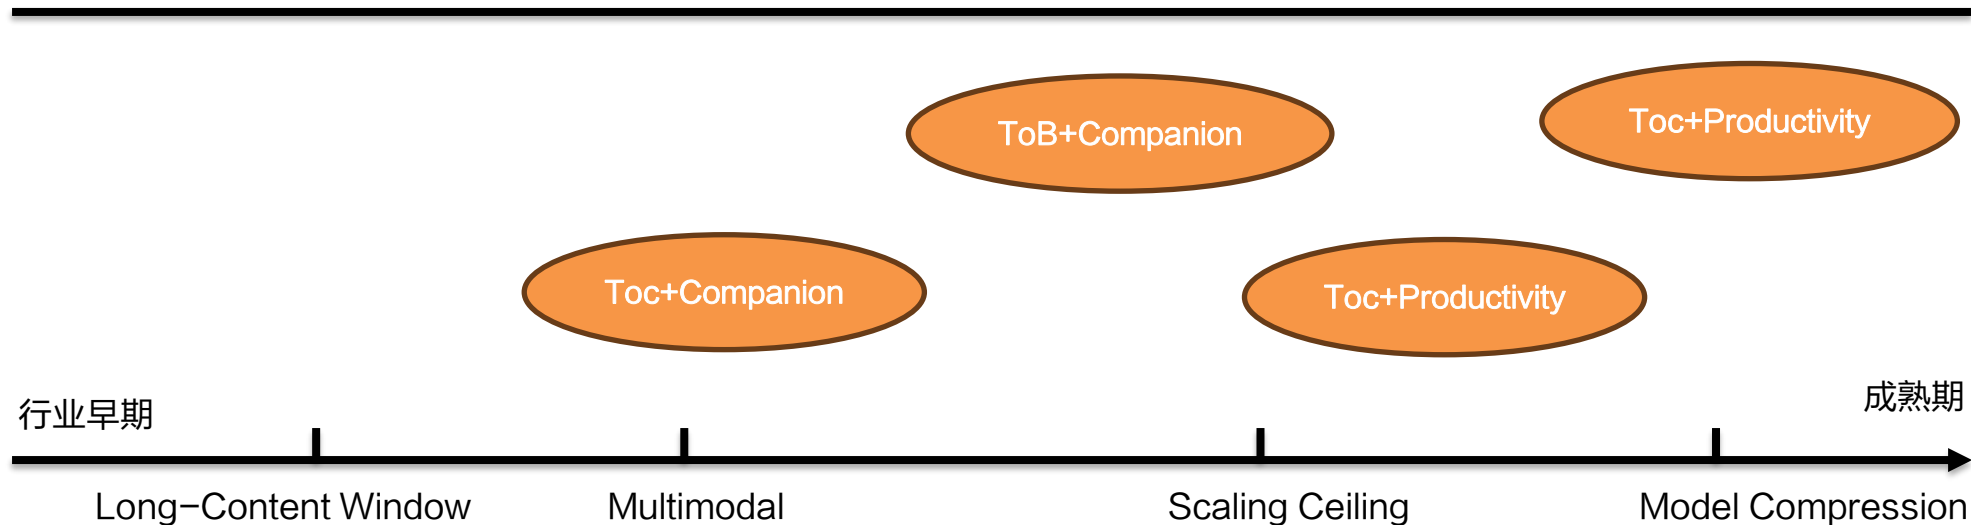 ToB+Companion
Toc+Productivity
Toc+Companion
Toc+Productivity
行业早期
成熟期
Long-Content Window
Multimodal
Scaling Ceiling
Model Compression